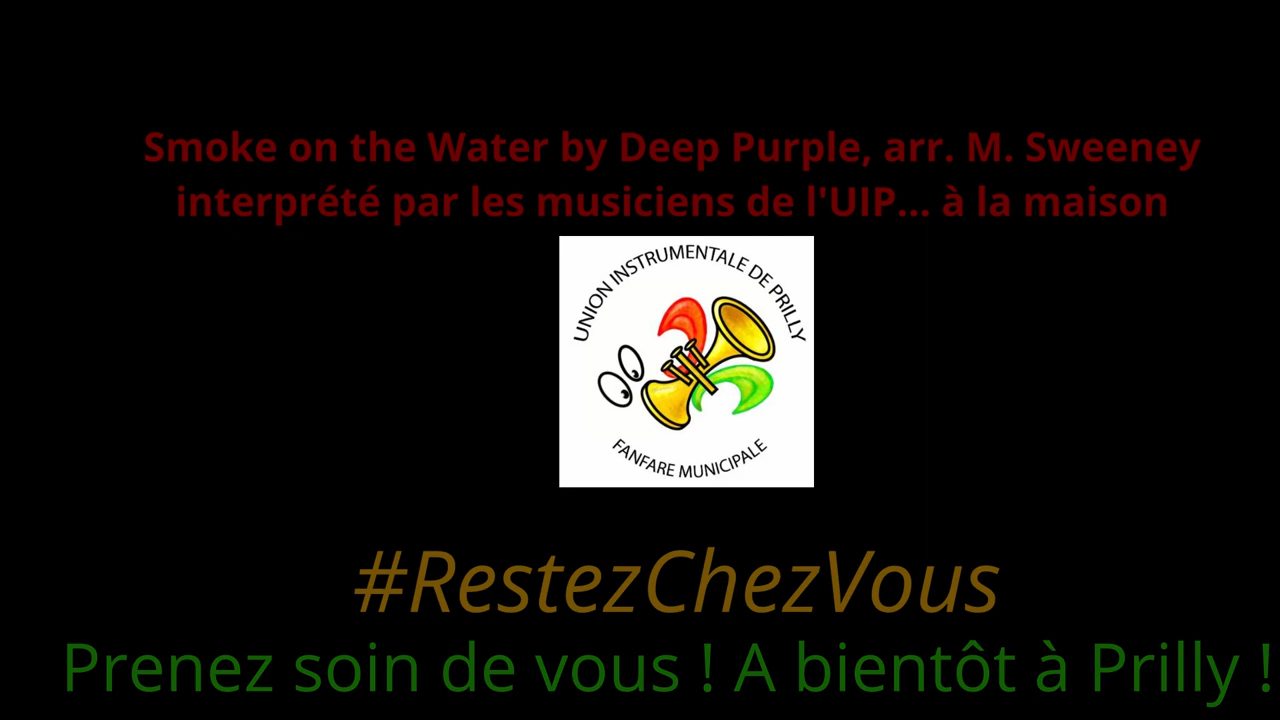 Smoke on the Water by Deep Purple, arr. M. Sweeney
interprété par les musiciens de l'UIP... à la maison
UNION INSTRUMENTALE DE PRILLY
FANFARE MUNICIPALE
#RestezChezVous
Prenez soin de vous ! A bientôt à Prilly !